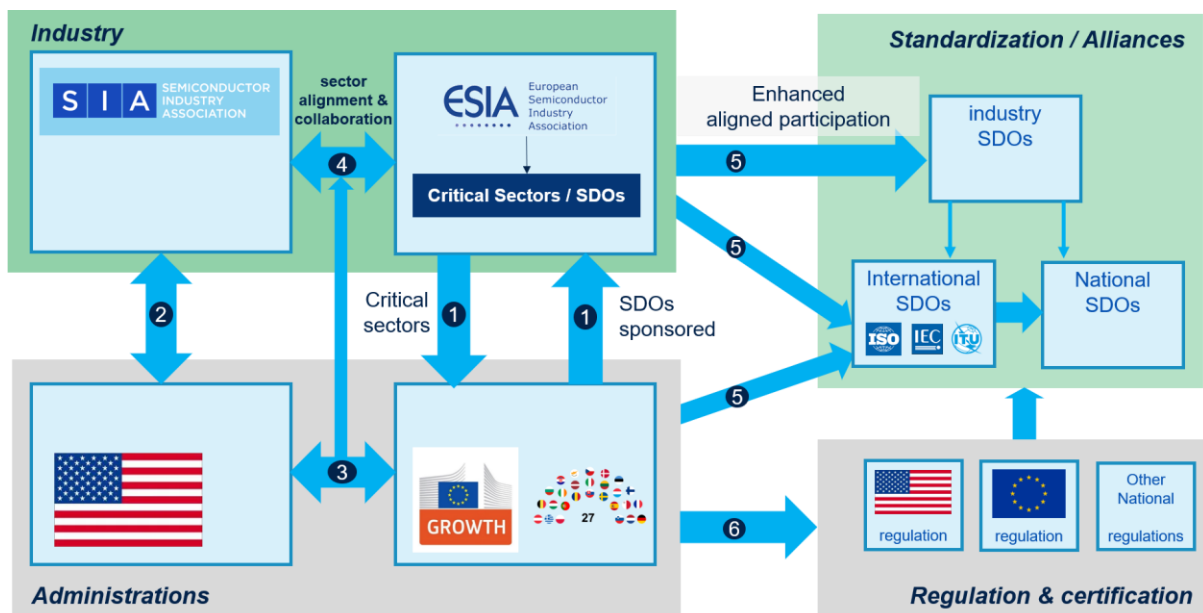 Industry
SIA SEMICONDUCTOR
INDUSTRY
ASSOCIATION
sector
alignment &
collaboration
4
ESIA
European
Semiconductor
Industry
Association
Critical Sectors / SDOs
Enhanced
aligned participation
5
5
Standardization / Alliances
industry
SDOs
International
SDOs
ISO IEC ITU
National
SDOs
2
Critical
sectors
1
1
SDOs
sponsored
3
GROWTH
27
5
6
Administrations
regulation
regulation
Other
National
regulations
Regulation & certification